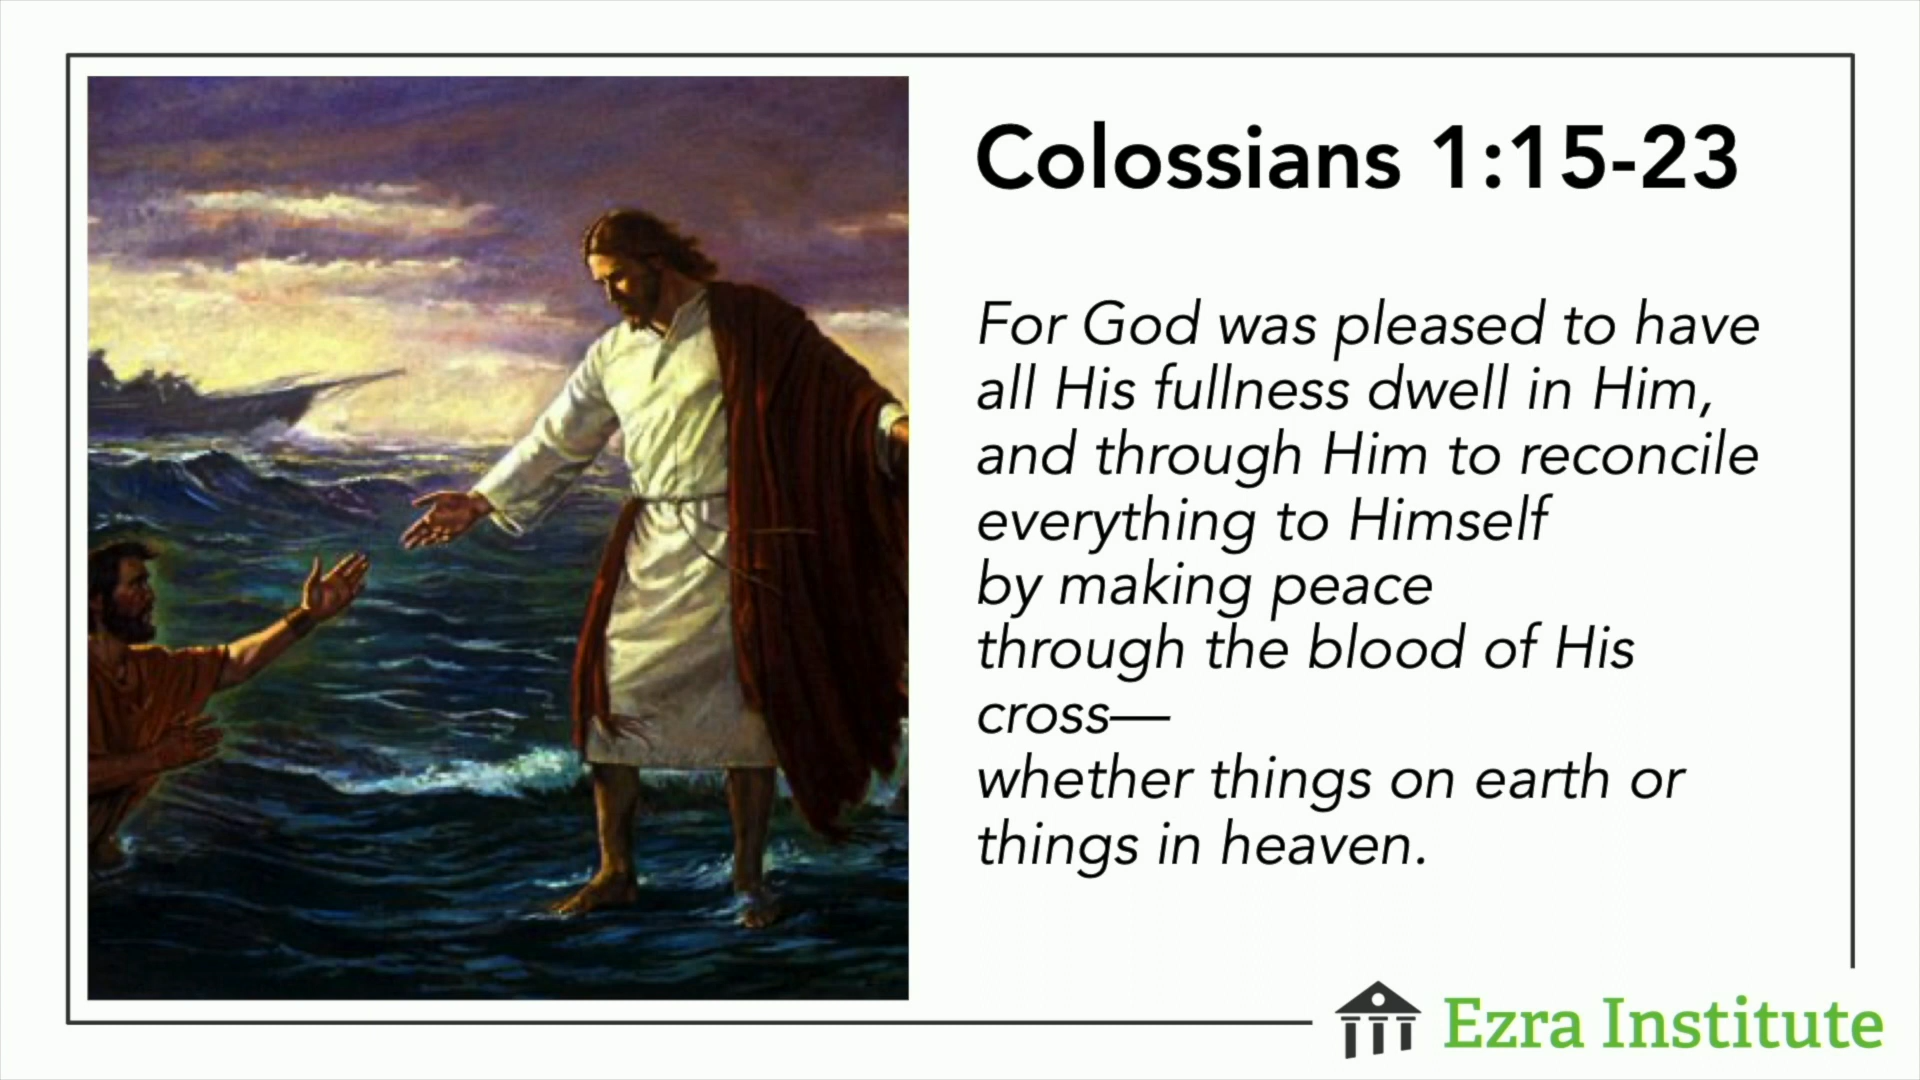 Colossians 1:15-23
For God was pleased to have
all His fullness dwell in Him,
and through Him to reconcile
everything to Himself
by making peace
through the blood of His
cross—
whether things on earth or
things in heaven.
Ezra Institute